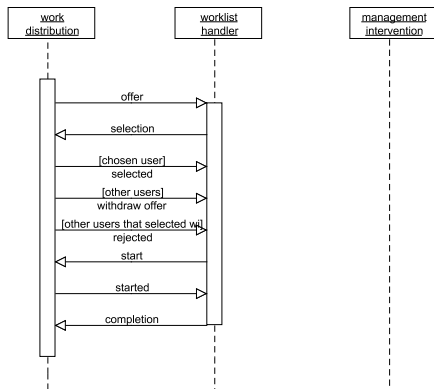 work
distribution
worklist
handler
management
intervention
offer
selection
[chosen user]
selected
[other users]
withdraw offer
[other users that selected wi]
rejected
start
started
completion